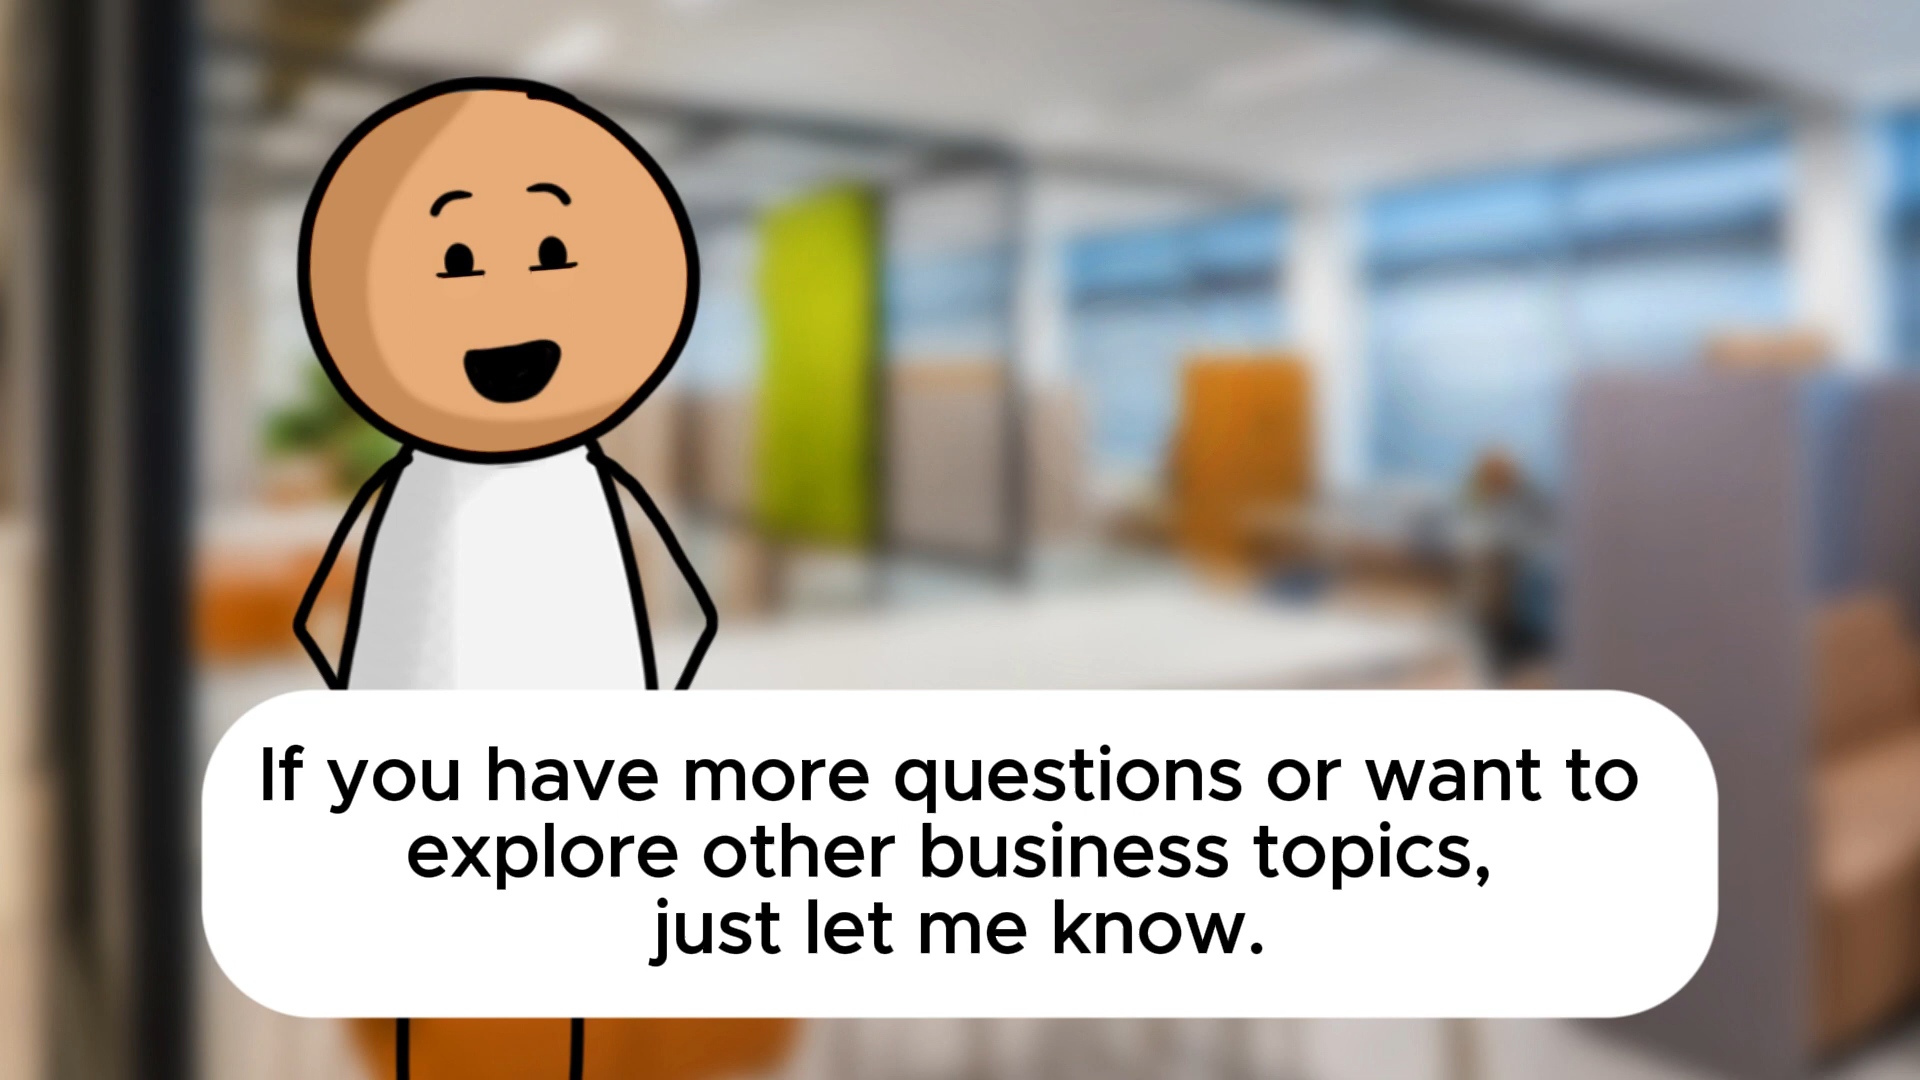 If you have more questions or want to
explore other business topics,
just let me know.